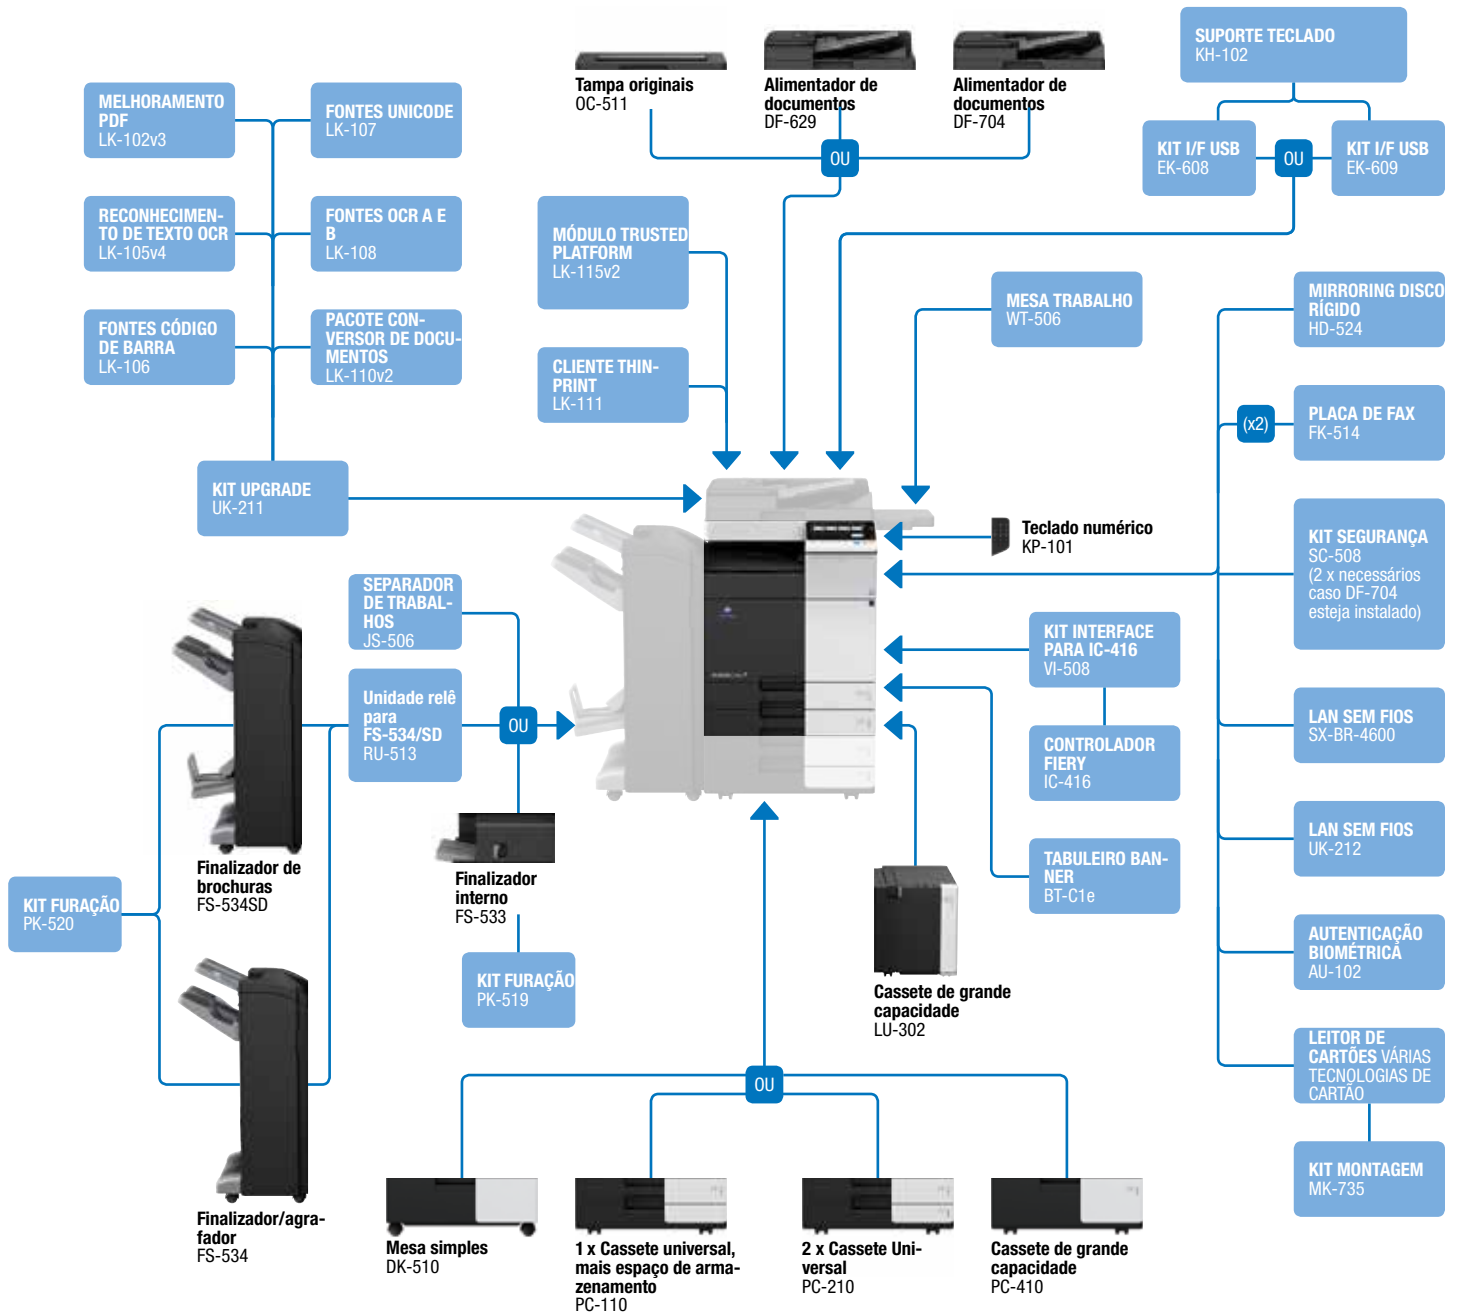 SUPORTE TECLADO
KH-102
Tampa originais
OC-511
Alimentador de
documentos
DF-629
Alimentador de
documentos
DF-704
MELHORAMENTO
PDF
LK-102v3
FONTES UNICODE
LK-107
OU
KIT I/F USB
EK-608
OU
KIT I/F USB
EK-609
RECONHECIMEN-
TO DE TEXTO OCR
LK-105v4
FONTES OCR A E
B
LK-108
MÓDULO TRUSTED
PLATFORM
LK-115v2
MESA TRABALHO
WT-506
MIRRORING DISCO
RÍGIDO
HD-524
FONTES CÓDIGO
DE BARRA
LK-106
PACOTE CON-
VERSOR DE DOCU-
MENTOS
LK-110v2
CLIENTE THIN-
PRINT
LK-111
(x2)
PLACA DE FAX
FK-514
KIT UPGRADE
UK-211
Teclado numérico
KP-101
KIT SEGURANÇA
SC-508
(2 x necessários
caso DF-704
esteja instalado)
SEPARADOR
DE TRABAL-
HOS
JS-506
KIT INTERFACE
PARA IC-416
VI-508
Unidade relê
para
FS-534/SD
RU-513
OU
LAN SEM FIOS
SX-BR-4600
CONTROLADOR
FIERY
IC-416
LAN SEM FIOS
UK-212
Finalizador de
brochuras
FS-534SD
Finalizador
interno
FS-533
TABULEIRO BAN-
NER
BT-C1e
KIT FURAÇÃO
PK-520
AUTENTICAÇÃO
BIOMÉTRICA
AU-102
KIT FURAÇÃO
PK-519
Cassete de grande
capacidade
LU-302
LEITOR DE
CARTÕES VÁRIAS
TECNOLOGIAS DE
CARTÃO
OU
KIT MONTAGEM
MK-735
Finalizador/agra-
fador
FS-534
Mesa simples
DK-510
1 x Cassete universal,
mais espaço de arma-
zenamento
PC-110
2 x Cassete Uni-
versal
PC-210
Cassete de grande
capacidade
PC-410